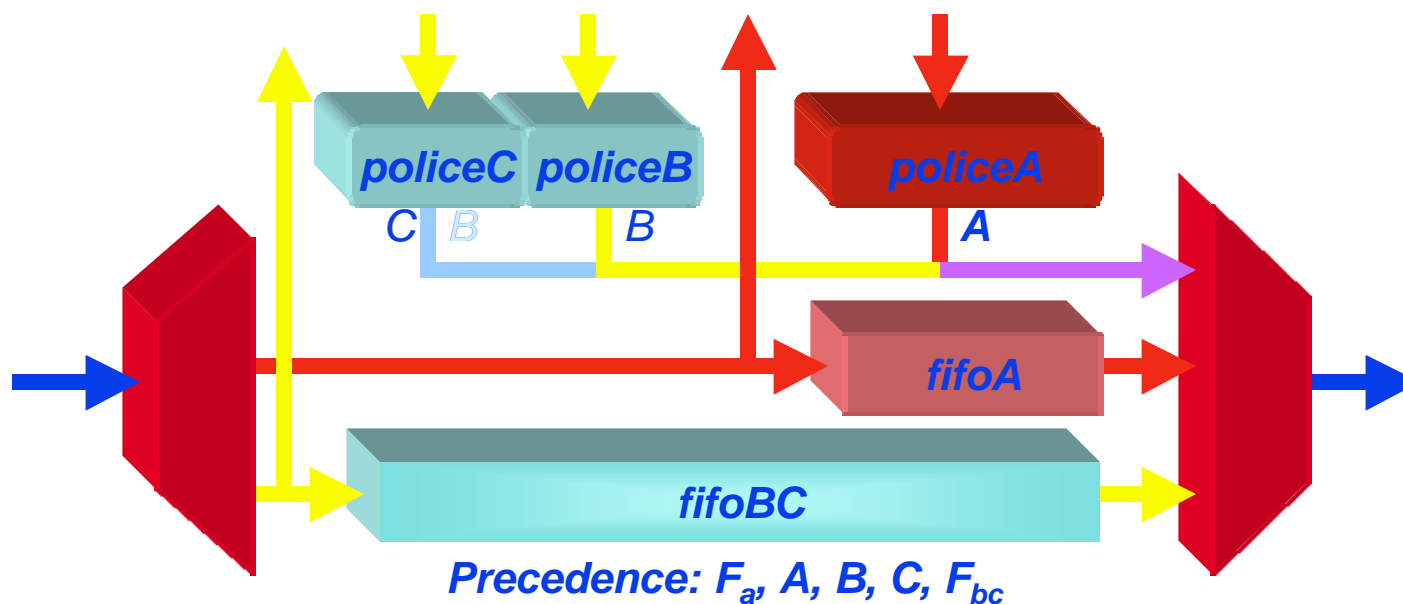 policeC policeB policeA
C B B A
fifoA
fifoBC
Precedence: Fa, A, B, C, Fbc